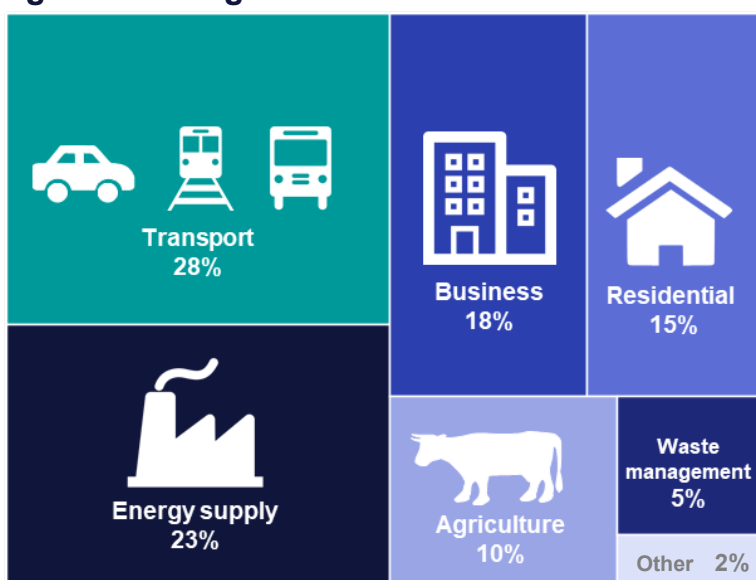 Transport
28%
Business
18%
Residential
15%
Energy supply
23%
Agriculture
10%
Waste
management
5%
Other 2%